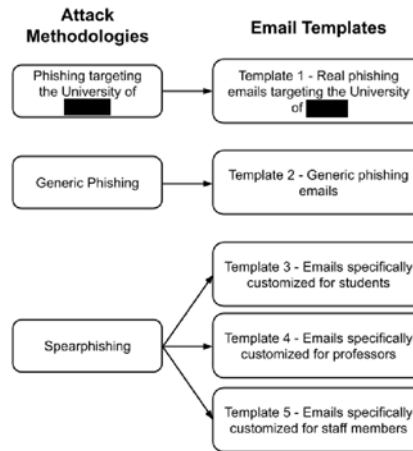 Attack
Methodologies
Email Templates
Phishing targeting
the University of
Template 1 - Real phishing
emails targeting the University
of
Generic Phishing
Template 2 - Generic phishing
emails
Spearphishing
Template 3 - Emails specifically
customized for students
Template 4 - Emails specifically
customized for professors
Template 5 - Emails specifically
customized for staff members